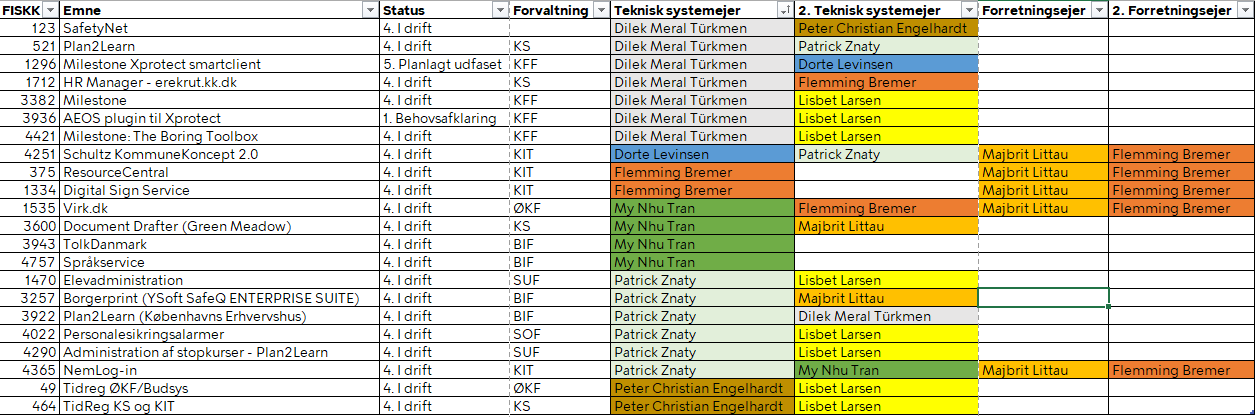 FISKK Emne Status Forvaltning Teknisk systemejer 2. Teknisk systemejer Forretningsejer 2. Forretningsejer
123 SafetyNet 4. I drift Dilek Meral Türkmen Peter Christian Engelhardt
521 Plan2Learn 4. I drift KS Dilek Meral Türkmen Patrick Znaty
1296 Milestone Xprotect smartclient 5. Planlagt udfaset KFF Dilek Meral Türkmen Dorte Levinsen
1712 HR Manager - erekrut.kk.dk 4. I drift KS Dilek Meral Türkmen Flemming Bremer
3382 Milestone 4. I drift KFF Dilek Meral Türkmen Lisbet Larsen
3936 AEOS plugin til Xprotect 1. Behovsafklaring KFF Dilek Meral Türkmen Lisbet Larsen
4421 Milestone: The Boring Toolbox 4. I drift KFF Dilek Meral Türkmen Lisbet Larsen
4251 Schultz KommuneKoncept 2.0 4. I drift KIT Dorte Levinsen Patrick Znaty Majbrit Littau Flemming Bremer
375 ResourceCentral 4. I drift KIT Flemming Bremer Majbrit Littau Flemming Bremer
1334 Digital Sign Service 4. I drift KIT Flemming Bremer Majbrit Littau Flemming Bremer
1535 Virk.dk 4. I drift ØKF My Nhu Tran Flemming Bremer Majbrit Littau Flemming Bremer
3600 Document Drafter (Green Meadow) 4. I drift KS My Nhu Tran Majbrit Littau
3943 TolkDanmark 4. I drift BIF My Nhu Tran
4757 Språkservice 4. I drift BIF My Nhu Tran
1470 Elevadministration 4. I drift SUF Patrick Znaty Lisbet Larsen
3257 Borgerprint (YSoft SafeQ ENTERPRISE SUITE) 4. I drift BIF Patrick Znaty Majbrit Littau
3922 Plan2Learn (Københavns Erhvervshus) 4. I drift BIF Patrick Znaty Dilek Meral Türkmen
4022 Personalesikringsalarmer 4. I drift SOF Patrick Znaty Lisbet Larsen
4290 Administration af stopkurser - Plan2Learn 4. I drift SUF Patrick Znaty Lisbet Larsen
4365 NemLog-in 4. I drift KIT Patrick Znaty My Nhu Tran Majbrit Littau Flemming Bremer
49 Tidreg ØKF/Budsys 4. I drift ØKF Peter Christian Engelhardt Lisbet Larsen
464 TidReg KS og KIT 4. I drift KS Peter Christian Engelhardt Lisbet Larsen